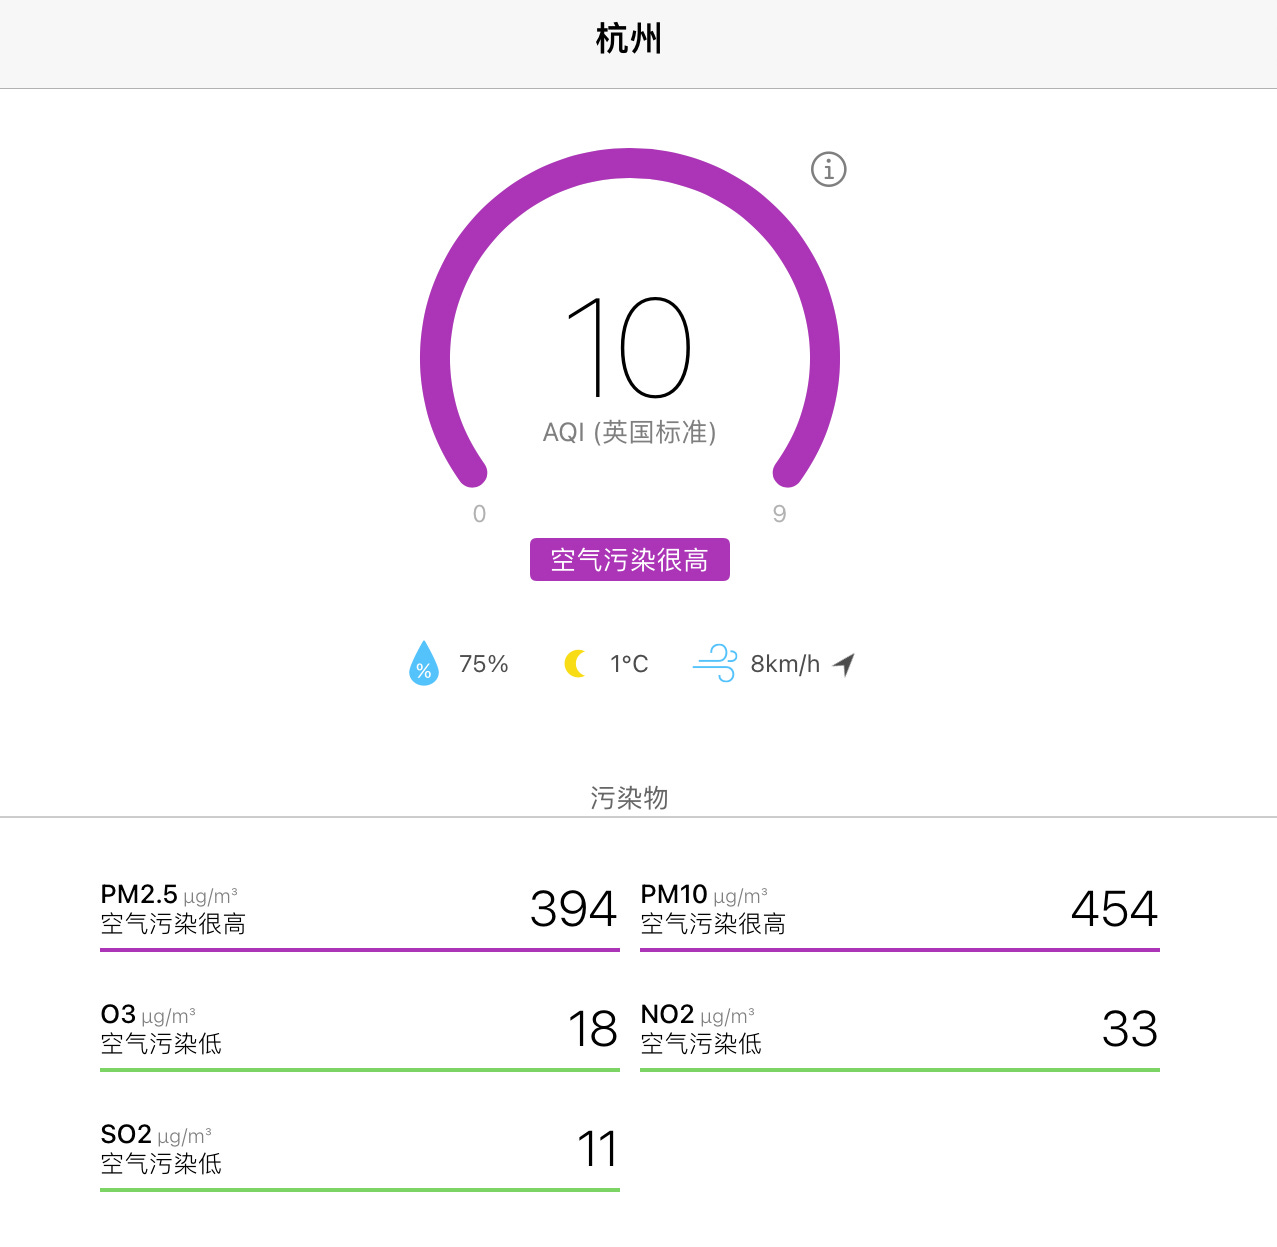 杭州
10
AQI (英国标准)
0
9
空气污染很高
% 75% 1°C 8km/h
污染物
PM2.5 µg/m³
空气污染很高
394
PM10 µg/m³
空气污染很高
454
O3 µg/m³
空气污染低
18
NO2 µg/m³
空气污染低
33
SO2 µg/m³
空气污染低
11